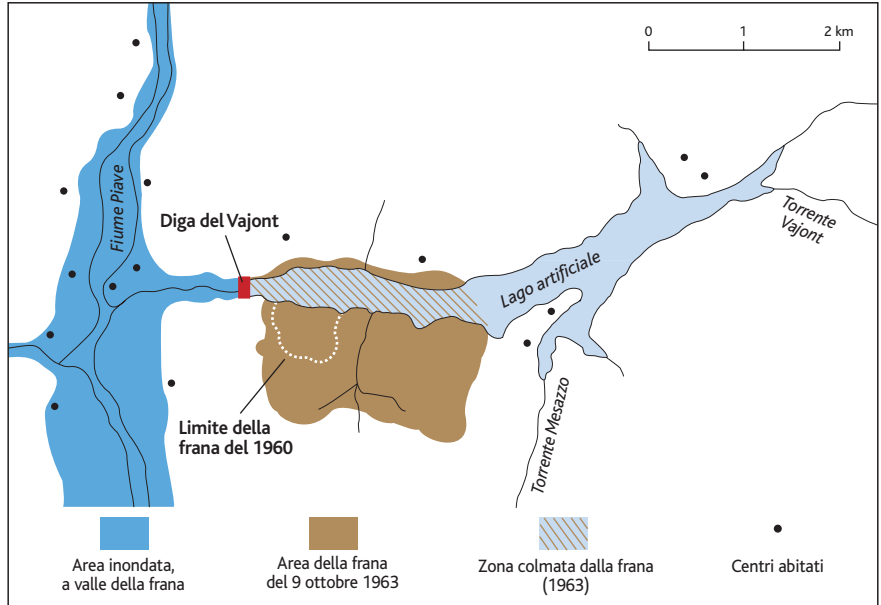 0 1 2 km
Fiume Piave
Diga del Vajont
Torrente
Vajont
Lago artificiale
Limite della
frana del 1960
Torrente Mesazzo
Area inondata,
a valle della frana
Area della frana
del 9 ottobre 1963
Zona colmata dalla frana
(1963)
Centri abitati